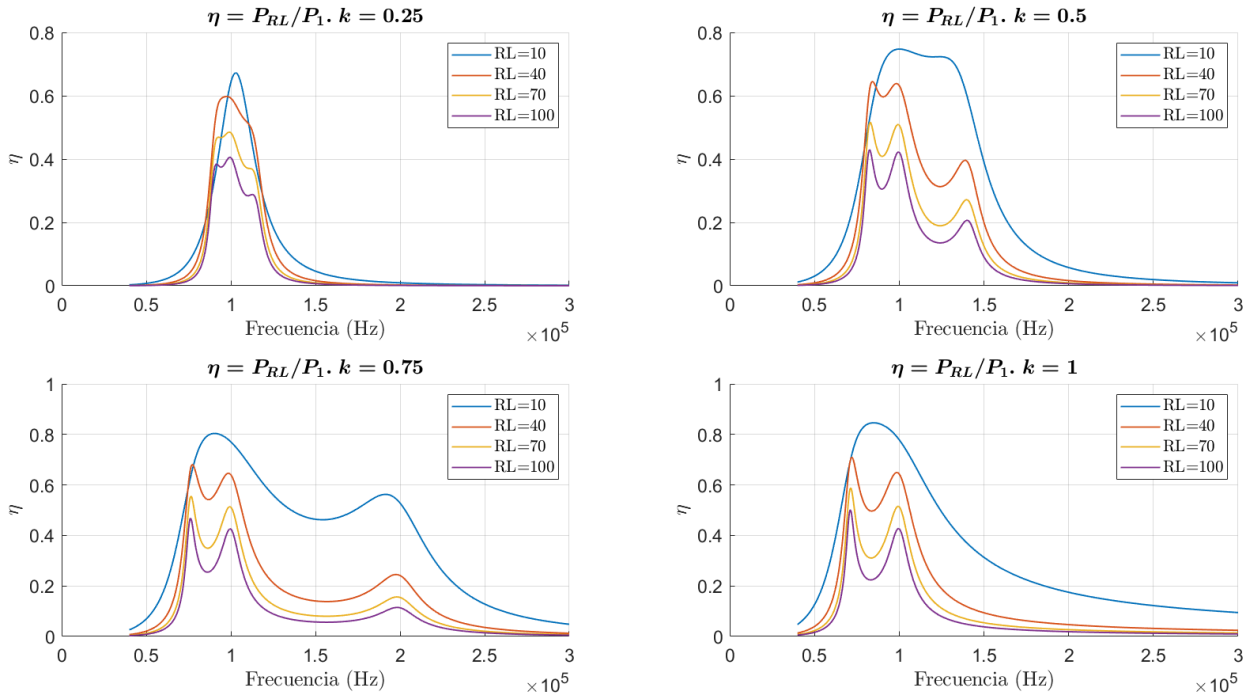 η = P_RL/P_1. k = 0.25
0.8
0.6
0.4
0.2
0
η
RL=10
RL=40
RL=70
RL=100
0 0.5 1 1.5 2 2.5 3
Frecuencia (Hz)
×10^5
η = P_RL/P_1. k = 0.5
0.8
0.6
0.4
0.2
0
η
RL=10
RL=40
RL=70
RL=100
0 0.5 1 1.5 2 2.5 3
Frecuencia (Hz)
×10^5
η = P_RL/P_1. k = 0.75
1
0.8
0.6
0.4
0.2
0
η
RL=10
RL=40
RL=70
RL=100
0 0.5 1 1.5 2 2.5 3
Frecuencia (Hz)
×10^5
η = P_RL/P_1. k = 1
1
0.8
0.6
0.4
0.2
0
η
RL=10
RL=40
RL=70
RL=100
0 0.5 1 1.5 2 2.5 3
Frecuencia (Hz)
×10^5